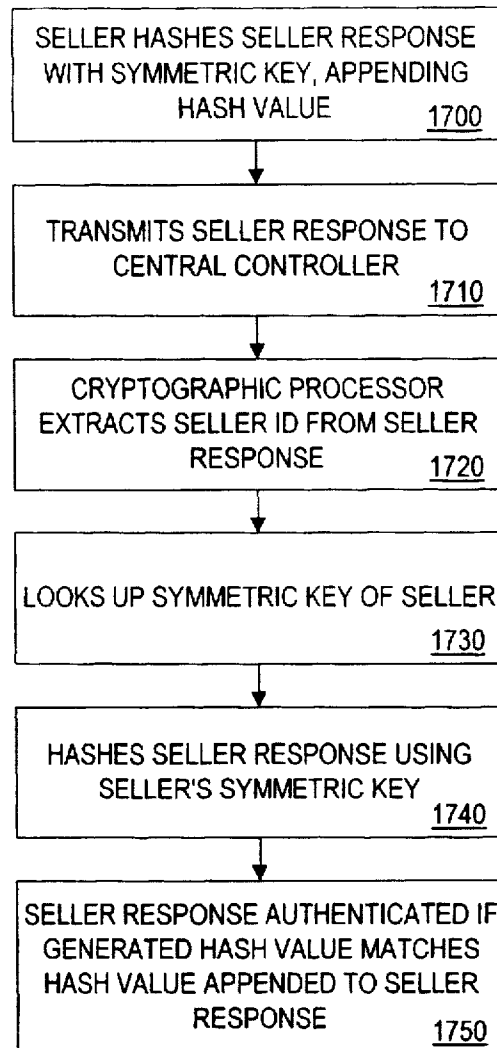 SELLER HASHES SELLER RESPONSE
WITH SYMMETRIC KEY, APPENDING
HASH VALUE
1700
TRANSMITS SELLER RESPONSE TO
CENTRAL CONTROLLER
1710
CRYPTOGRAPHIC PROCESSOR
EXTRACTS SELLER ID FROM SELLER
RESPONSE
1720
LOOKS UP SYMMETRIC KEY OF SELLER
1730
HASHES SELLER RESPONSE USING
SELLER'S SYMMETRIC KEY
1740
SELLER RESPONSE AUTHENTICATED IF
GENERATED HASH VALUE MATCHES
HASH VALUE APPENDED TO SELLER
RESPONSE
1750